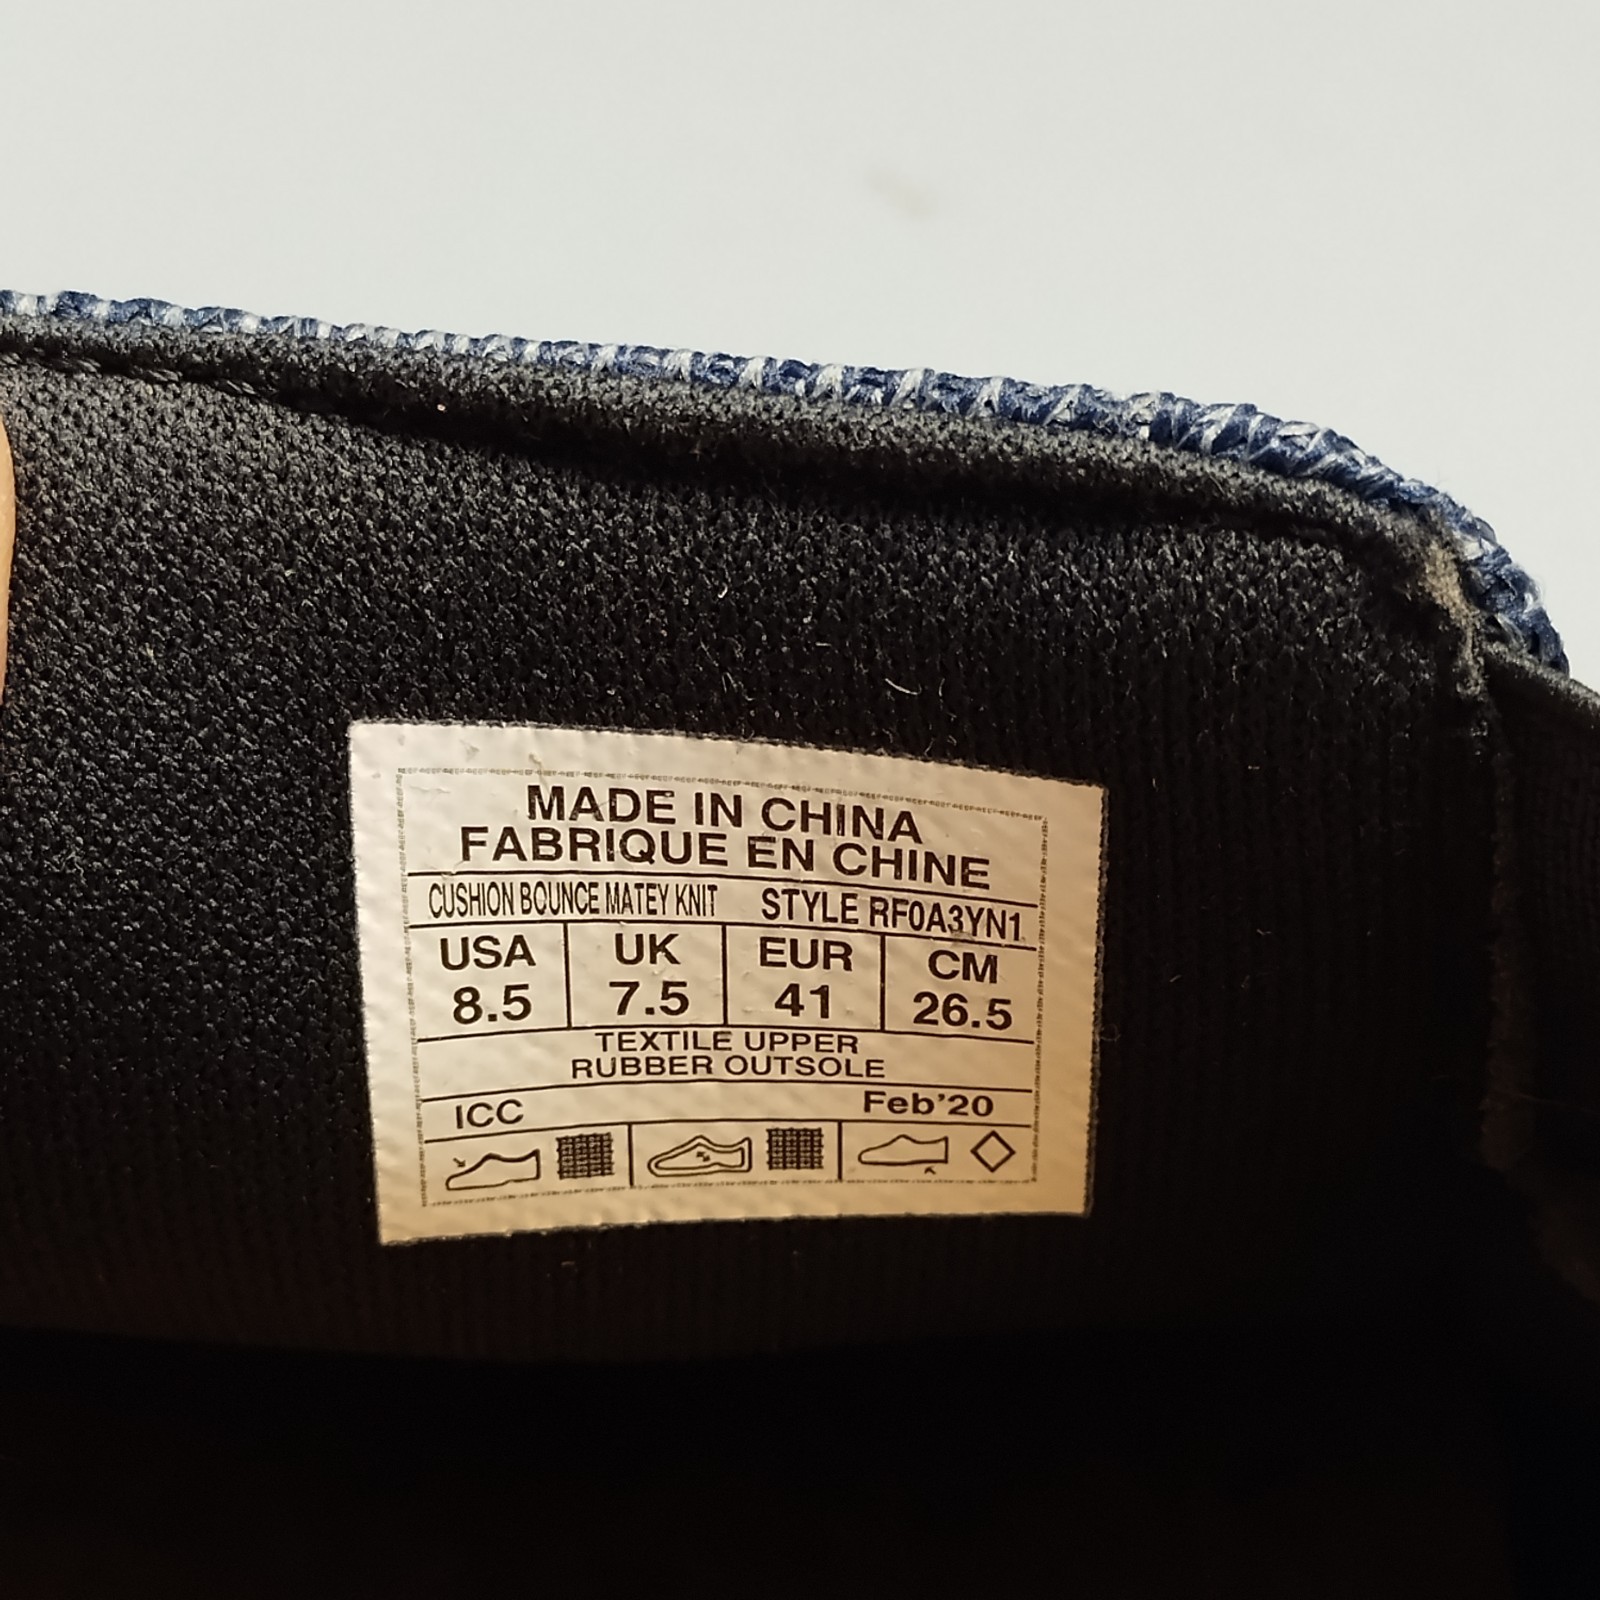 MADE IN CHINA
FABRIQUE EN CHINE
CUSHION BOUNCE MATEY KNIT STYLE RF0A3YN1
USA UK EUR CM
8.5 7.5 41 26.5
TEXTILE UPPER
RUBBER OUTSOLE
ICC Feb'20